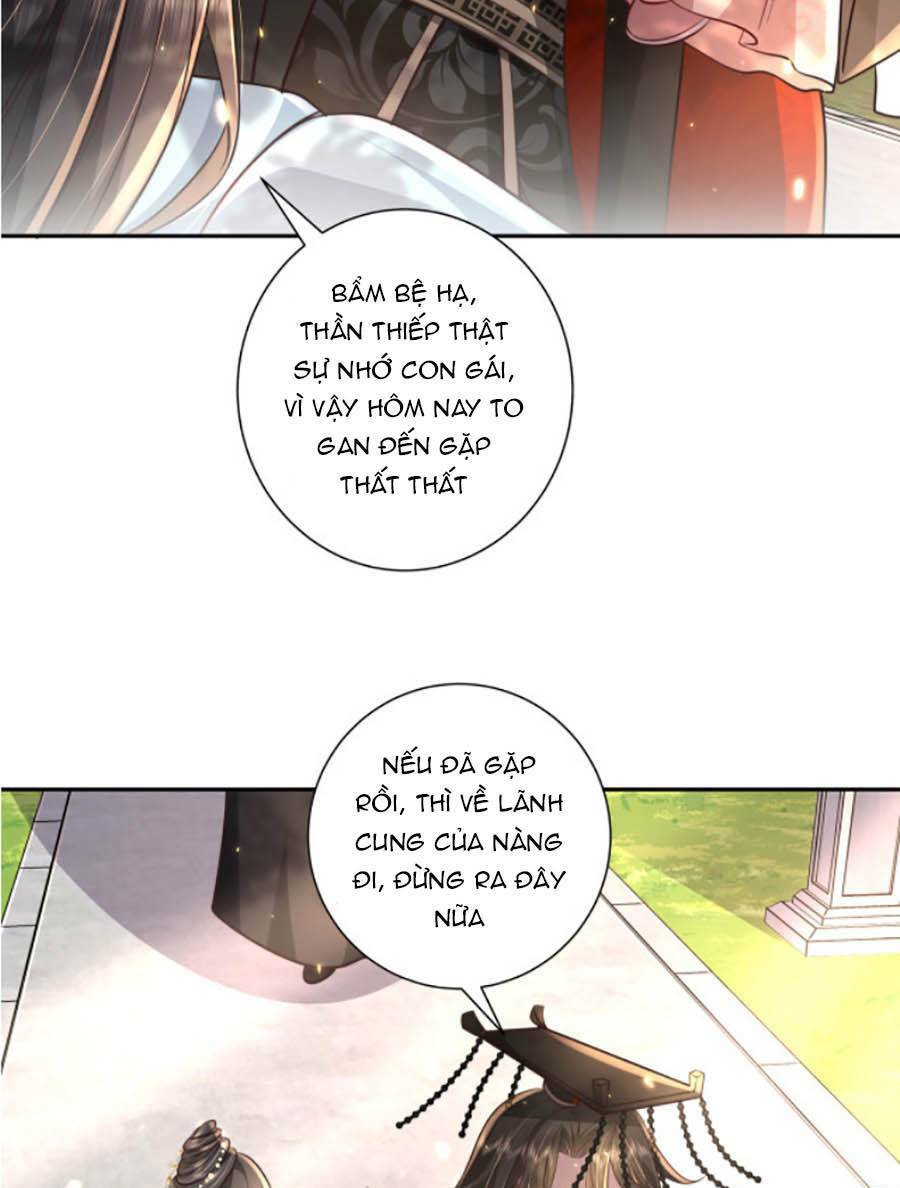 BẨM BỆ HẠ,
THẦN THIẾP THẬT
SỰ NHỚ CON GÁI,
VÌ VẬY HÔM NAY TO
GAN ĐẾN GẶP
THẤT THẤT
NẾU ĐÃ GẶP
RỒI, THÌ VỀ LÃNH
CUNG CỦA NÀNG
ĐI, ĐỪNG RA ĐÂY
NỮA